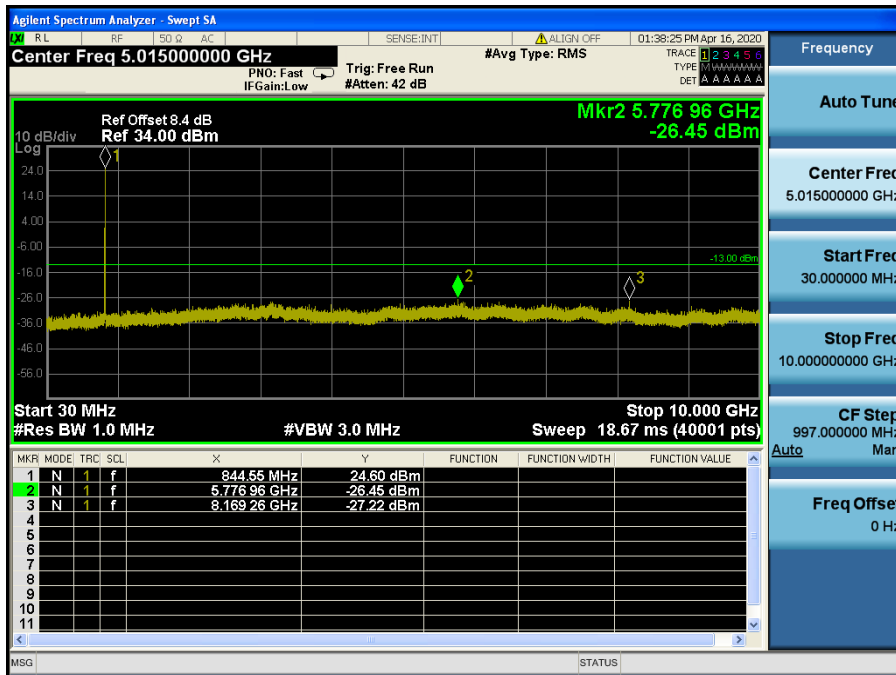 Agilent Spectrum Analyzer - Swept SA
LXI RL RF 50 Ω AC SENSE:INT ALIGN OFF 01:38:25 PM Apr 16, 2020
Center Freq 5.015000000 GHz
PNO: Fast
IFGain:Low
Trig: Free Run
#Atten: 42 dB
#Avg Type: RMS
TRACE 1 2 3 4 5 6
TYPE M
DET A A A A A A
Ref Offset 8.4 dB
10 dB/div Ref 34.00 dBm
Log
Mkr2 5.776 96 GHz
-26.45 dBm
1
24.0
14.0
4.00
-6.00
-13.00 dBm
-16.0
2
3
-26.0
-36.0
-46.0
-56.0
Start 30 MHz Stop 10.000 GHz
#Res BW 1.0 MHz #VBW 3.0 MHz Sweep 18.67 ms (40001 pts)
MKR MODE TRC SCL X Y FUNCTION FUNCTION WIDTH FUNCTION VALUE
1 N 1 f 844.55 MHz 24.60 dBm
2 N 1 f 5.776 96 GHz -26.45 dBm
3 N 1 f 8.169 26 GHz -27.22 dBm
4
5
6
7
8
9
10
11
MSG STATUS
Frequency
Auto Tune
Center Freq
5.015000000 GHz
Start Freq
30.000000 MHz
Stop Freq
10.000000000 GHz
CF Step
997.000000 MHz
Auto Man
Freq Offset
0 Hz